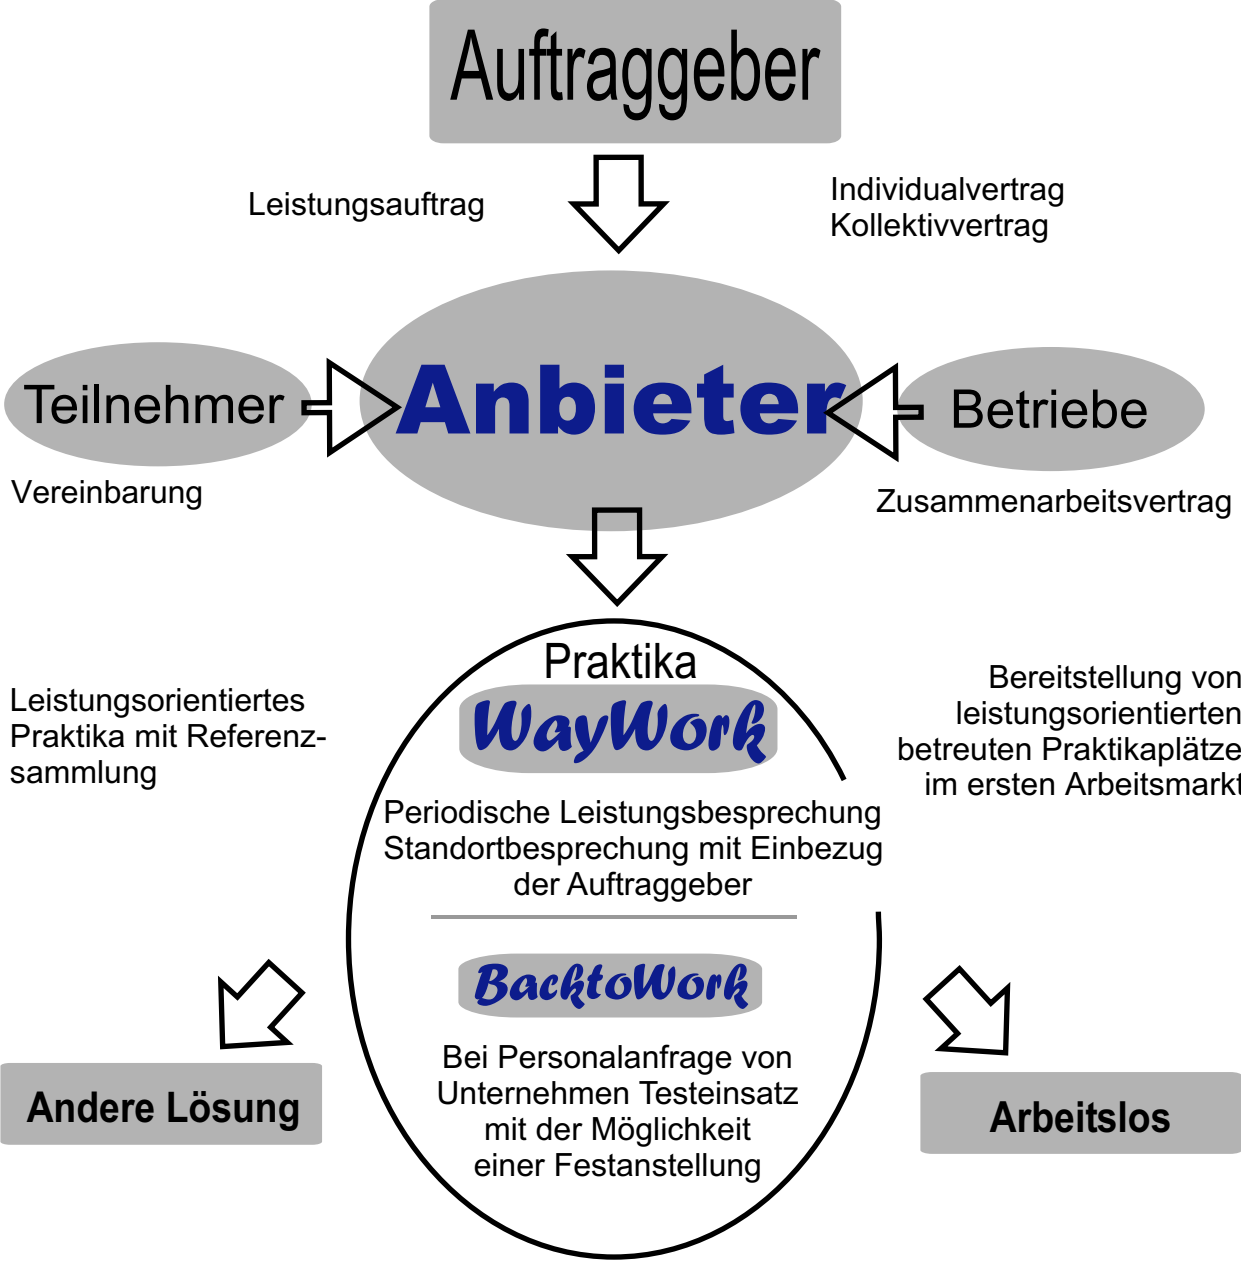 Auftraggeber
Leistungsauftrag
Individualvertrag
Kollektivvertrag
Teilnehmer
Anbieter
Betriebe
Vereinbarung
Zusammenarbeitsvertrag
Praktika
WayWork
Leistungsorientiertes
Praktika mit Referenz-
sammlung
Bereitstellung von
leistungsorientierten
betreuten Praktikaplätze
im ersten Arbeitsmarkt
Periodische Leistungsbesprechung
Standortbesprechung mit Einbezug
der Auftraggeber
BacktoWork
Bei Personalanfrage von
Unternehmen Testeinsatz
mit der Möglichkeit
einer Festanstellung
Andere Lösung
Arbeitslos